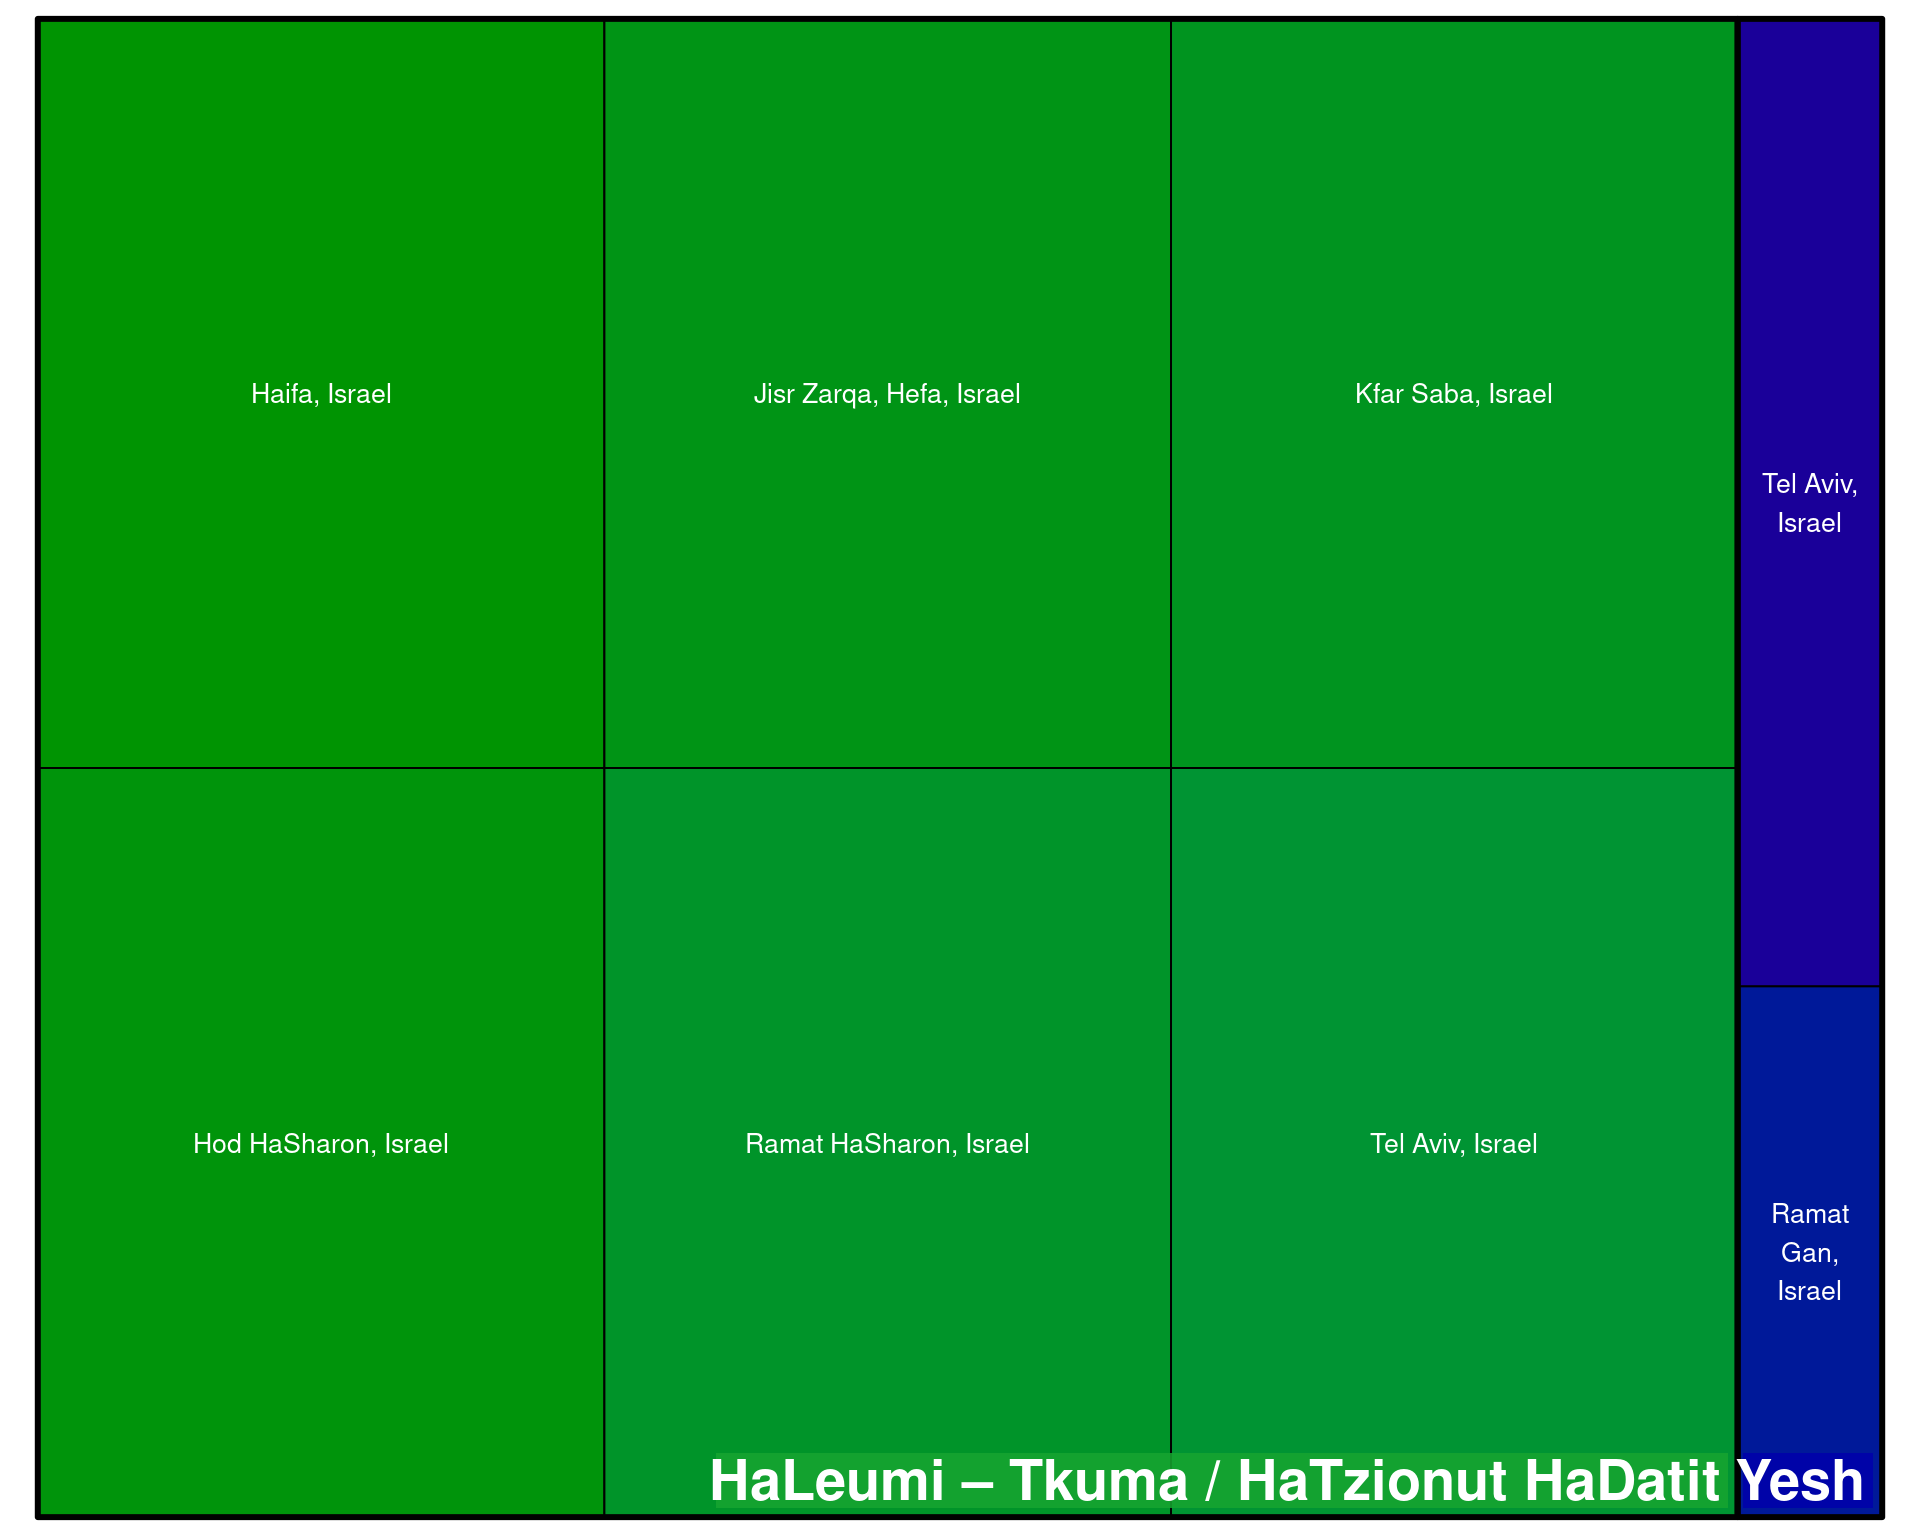 Haifa, Israel
Jisr Zarqa, Hefa, Israel
Kfar Saba, Israel
Tel Aviv,
Israel
Hod HaSharon, Israel
Ramat HaSharon, Israel
Tel Aviv, Israel
Ramat
Gan,
Israel
HaLeumi – Tkuma / HaTzionut HaDatit
Yesh